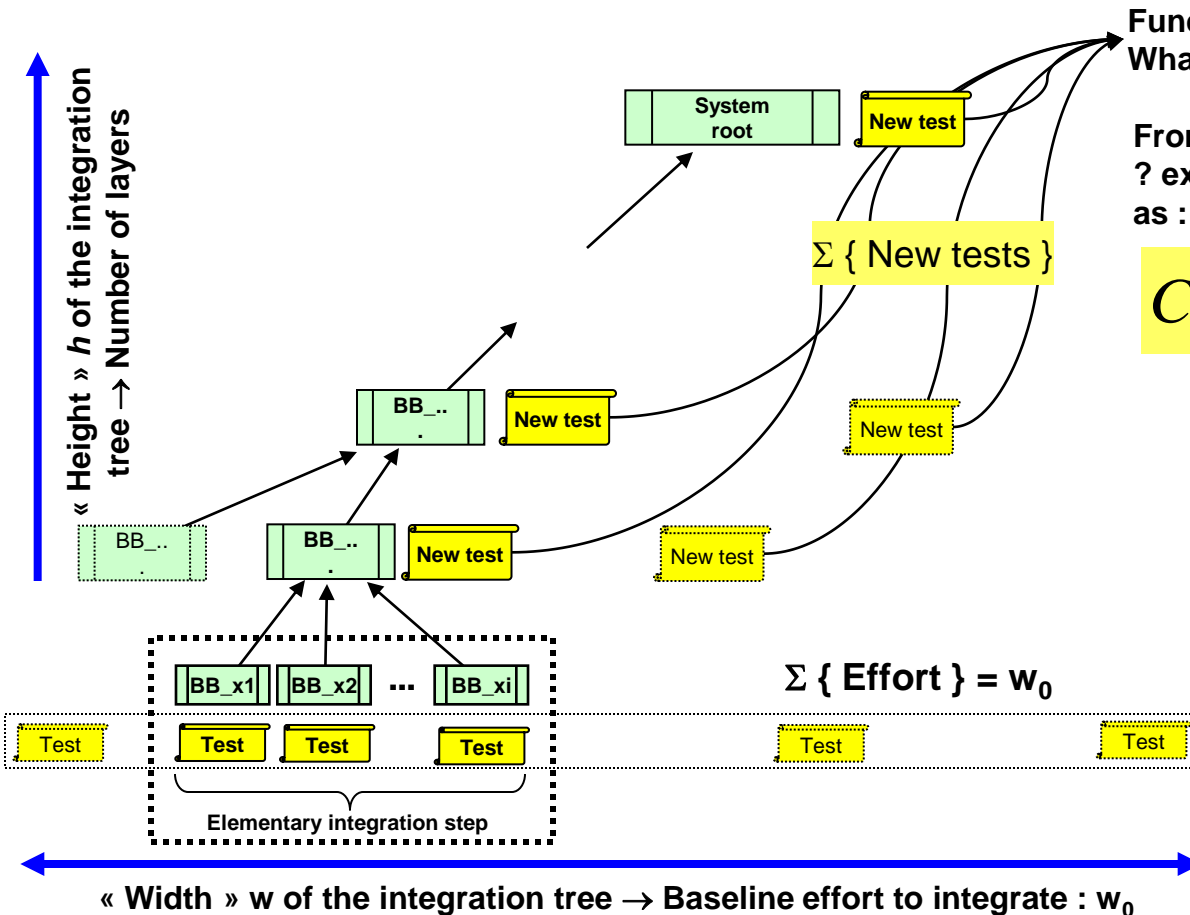 Func
Wha
System
root
New test
From
? ex
as :
Σ { New tests }
C
« Height » h of the integration
tree → Number of layers
BB_..
.
New test
New test
BB_..
.
BB_..
.
New test
New test
BB_x1
BB_x2
...
BB_xi
Σ { Effort } = w₀
Test
Test
Test
Test
Test
Test
Elementary integration step
« Width » w of the integration tree → Baseline effort to integrate : w₀